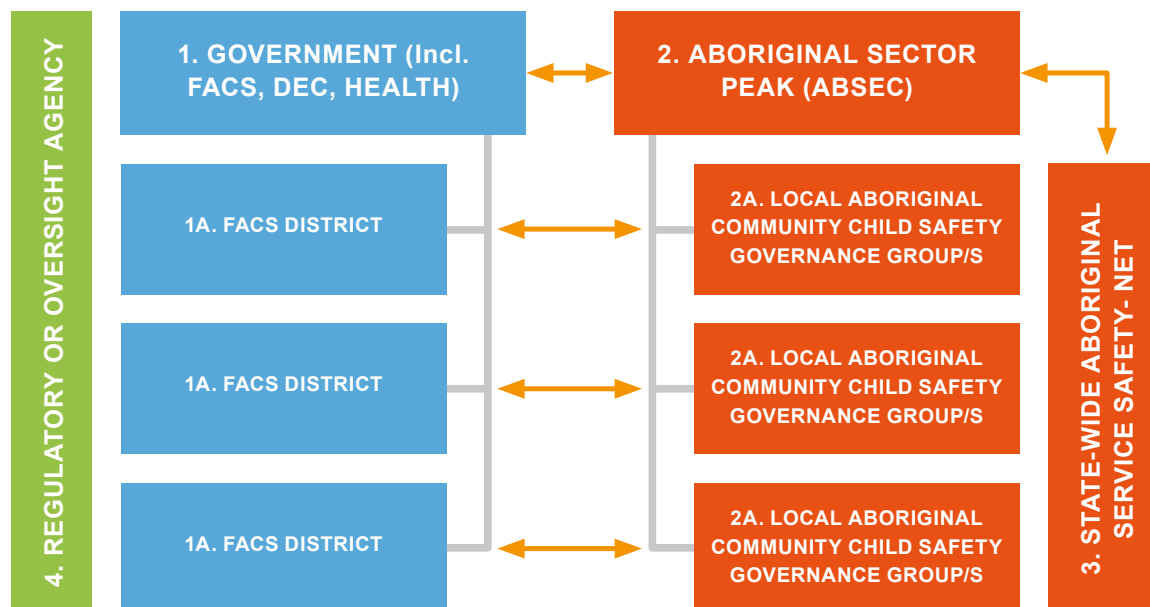 4. REGULATORY OR OVERSIGHT AGENCY
1. GOVERNMENT (Incl.
FACS, DEC, HEALTH)
2. ABORIGINAL SECTOR
PEAK (ABSEC)
1A. FACS DISTRICT
2A. LOCAL ABORIGINAL
COMMUNITY CHILD SAFETY
GOVERNANCE GROUP/S
1A. FACS DISTRICT
2A. LOCAL ABORIGINAL
COMMUNITY CHILD SAFETY
GOVERNANCE GROUP/S
1A. FACS DISTRICT
2A. LOCAL ABORIGINAL
COMMUNITY CHILD SAFETY
GOVERNANCE GROUP/S
3. STATE-WIDE ABORIGINAL
SERVICE SAFETY- NET